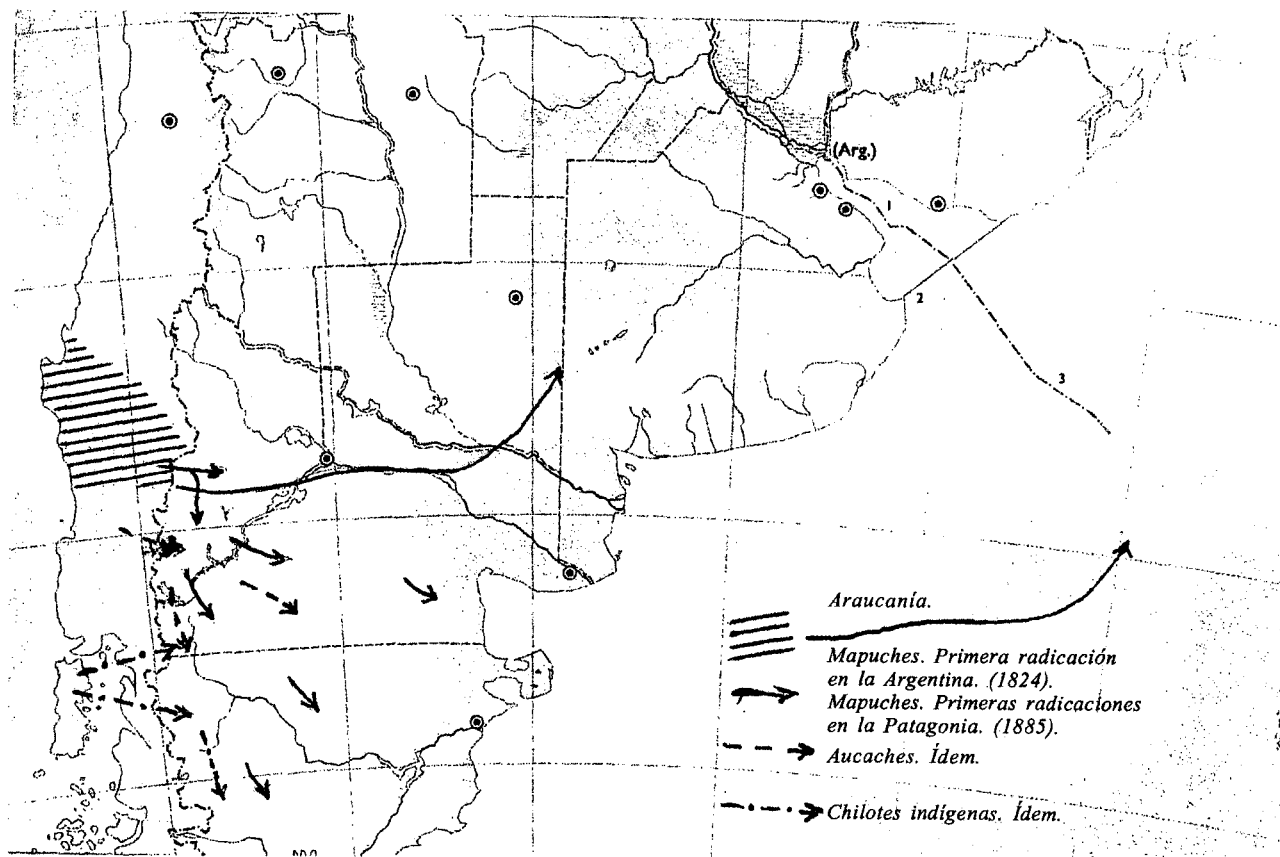 (Arg.)
1
2
3
Araucanía.
Mapuches. Primera radicación
en la Argentina. (1824).
Mapuches. Primeras radicaciones
en la Patagonia. (1885).
Aucaches. Ídem.
Chilotes indígenas. Ídem.